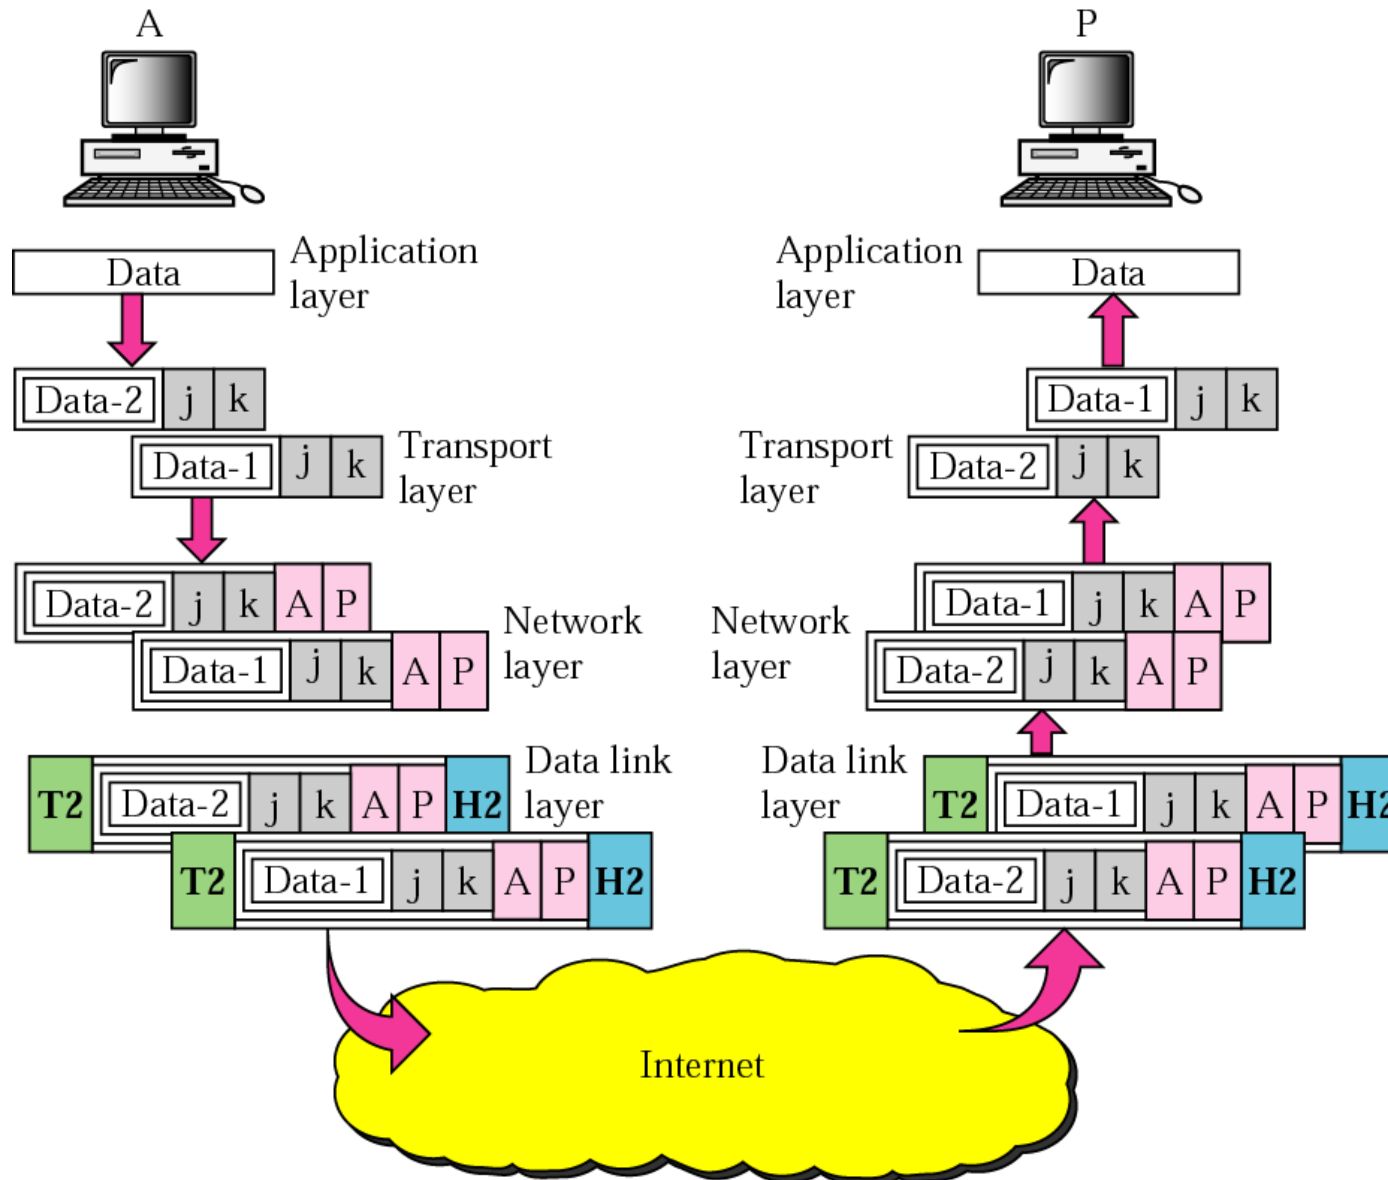 A
P
Data
Application
layer
Application
layer
Data
Data-2 j k
Data-1 j k
Data-1 j k
Transport
layer
Transport
layer
Data-2 j k
Data-2 j k A P
Data-1 j k A P
Data-1 j k A P
Network
layer
Network
layer
Data-2 j k A P
T2 Data-2 j k A P H2
Data link
layer
Data link
layer
T2 Data-1 j k A P H2
T2 Data-1 j k A P H2
T2 Data-2 j k A P H2
Internet